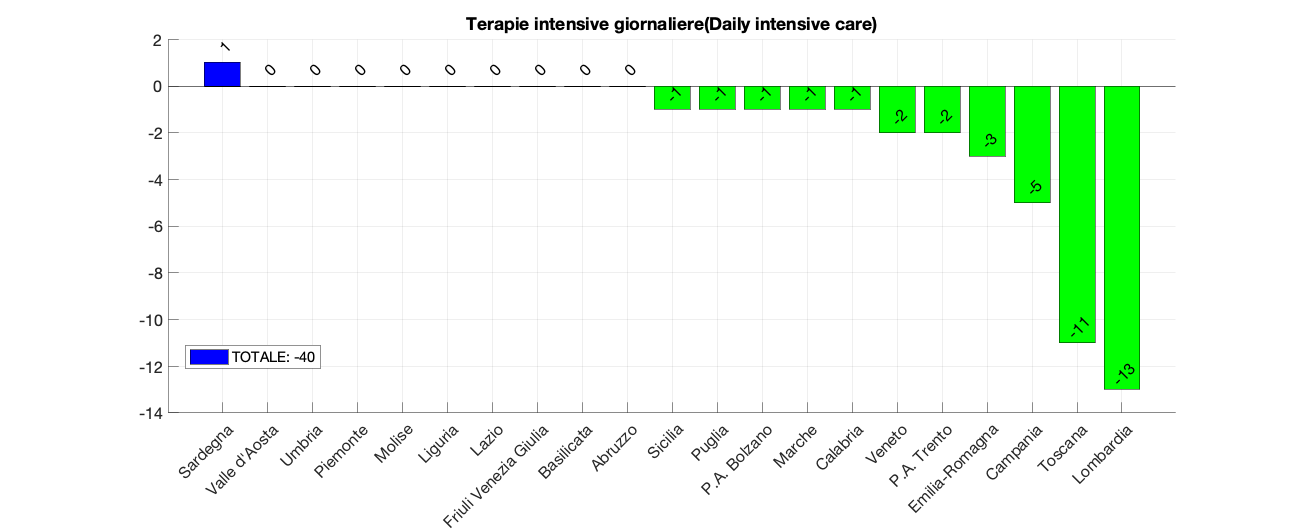 Terapie intensive giornaliere(Daily intensive care)
2
0
-2
-4
-6
-8
-10
-12
-14
1
0
0
0
0
0
0
0
0
0
-1
-1
-1
-1
-1
-2
-2
-3
-5
-11
-13
TOTALE: -40
Sardegna
Valle d'Aosta
Umbria
Piemonte
Molise
Liguria
Lazio
Friuli Venezia Giulia
Basilicata
Abruzzo
Sicilia
Puglia
P.A. Bolzano
Marche
Calabria
Veneto
P.A. Trento
Emilia-Romagna
Campania
Toscana
Lombardia